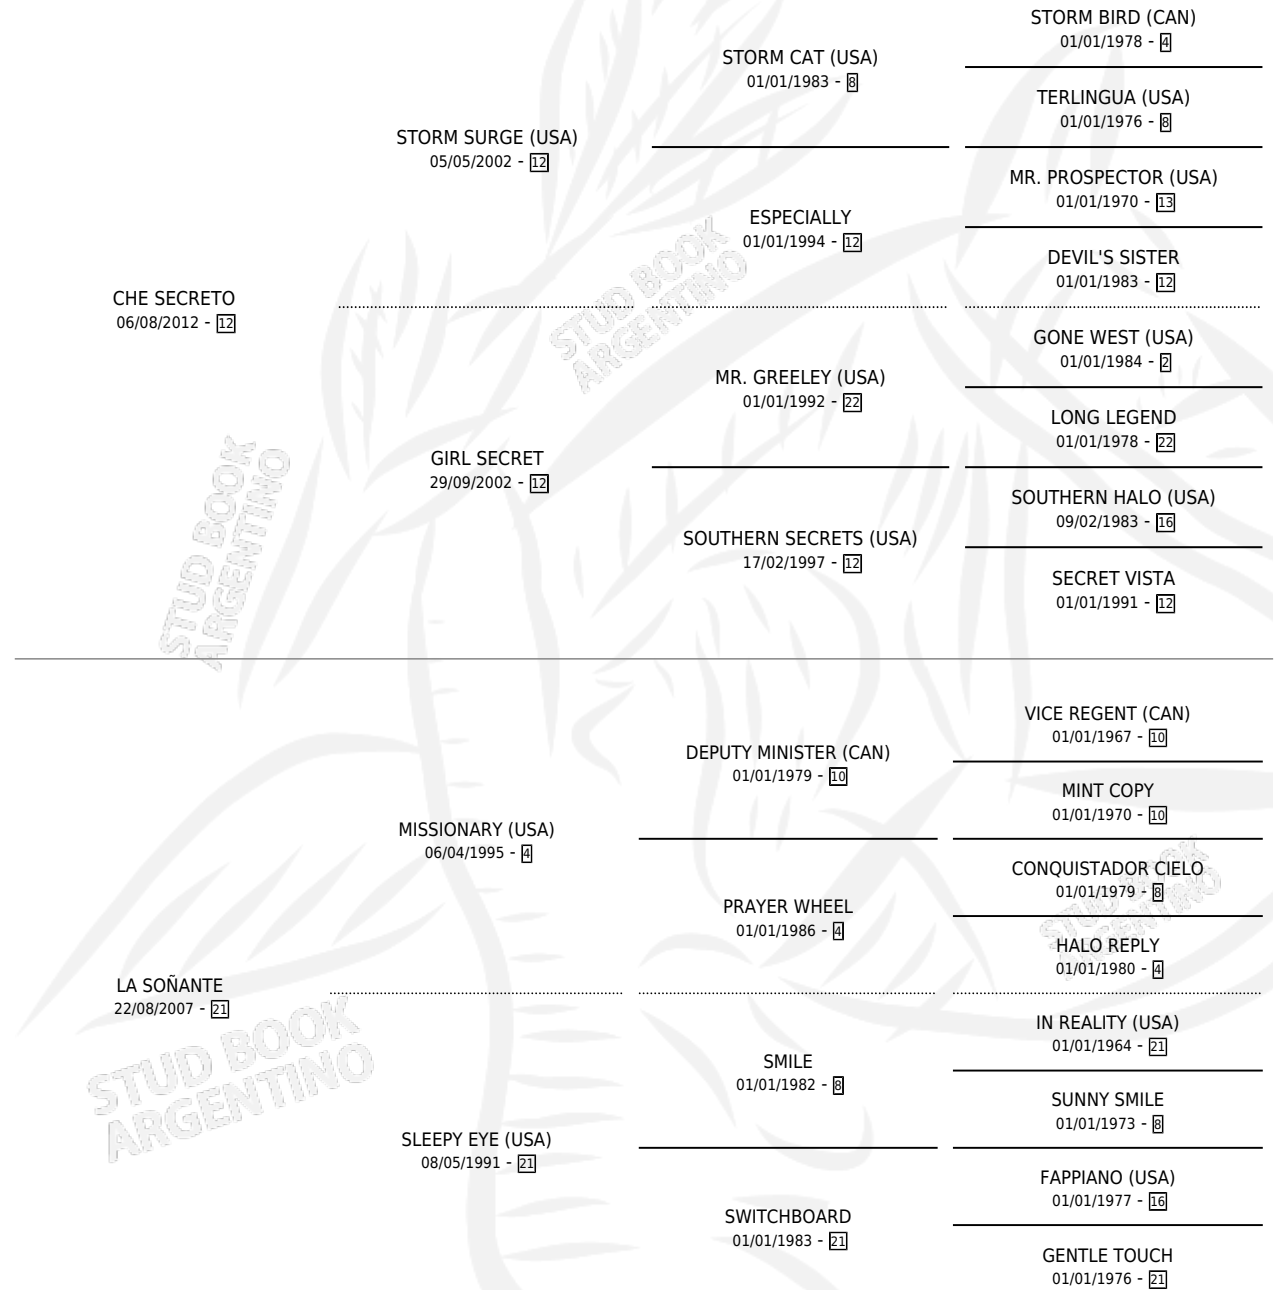 STORM BIRD (CAN)
01/01/1978 - 4
STORM CAT (USA)
01/01/1983 - 8
TERLINGUA (USA)
01/01/1976 - 8
STORM SURGE (USA)
05/05/2002 - 12
MR. PROSPECTOR (USA)
01/01/1970 - 13
ESPECIALLY
01/01/1994 - 12
DEVIL'S SISTER
01/01/1983 - 12
CHE SECRETO
06/08/2012 - 12
GONE WEST (USA)
01/01/1984 - 2
MR. GREELEY (USA)
01/01/1992 - 22
LONG LEGEND
01/01/1978 - 22
GIRL SECRET
29/09/2002 - 12
SOUTHERN HALO (USA)
09/02/1983 - 16
SOUTHERN SECRETS (USA)
17/02/1997 - 12
SECRET VISTA
01/01/1991 - 12
STUD BOOK
ARGENTINO
STUD BOOK
ARGENTINO
VICE REGENT (CAN)
01/01/1967 - 10
DEPUTY MINISTER (CAN)
01/01/1979 - 10
MINT COPY
01/01/1970 - 10
MISSIONARY (USA)
06/04/1995 - 4
CONQUISTADOR CIELO
01/01/1979 - 8
PRAYER WHEEL
01/01/1986 - 4
HALO REPLY
01/01/1980 - 4
LA SOÑANTE
22/08/2007 - 21
IN REALITY (USA)
01/01/1964 - 21
SMILE
01/01/1982 - 8
SUNNY SMILE
01/01/1973 - 8
SLEEPY EYE (USA)
08/05/1991 - 21
FAPPIANO (USA)
01/01/1977 - 16
SWITCHBOARD
01/01/1983 - 21
GENTLE TOUCH
01/01/1976 - 21
STUD BOOK
ARGENTINO
STUD BOOK
ARGENTINO